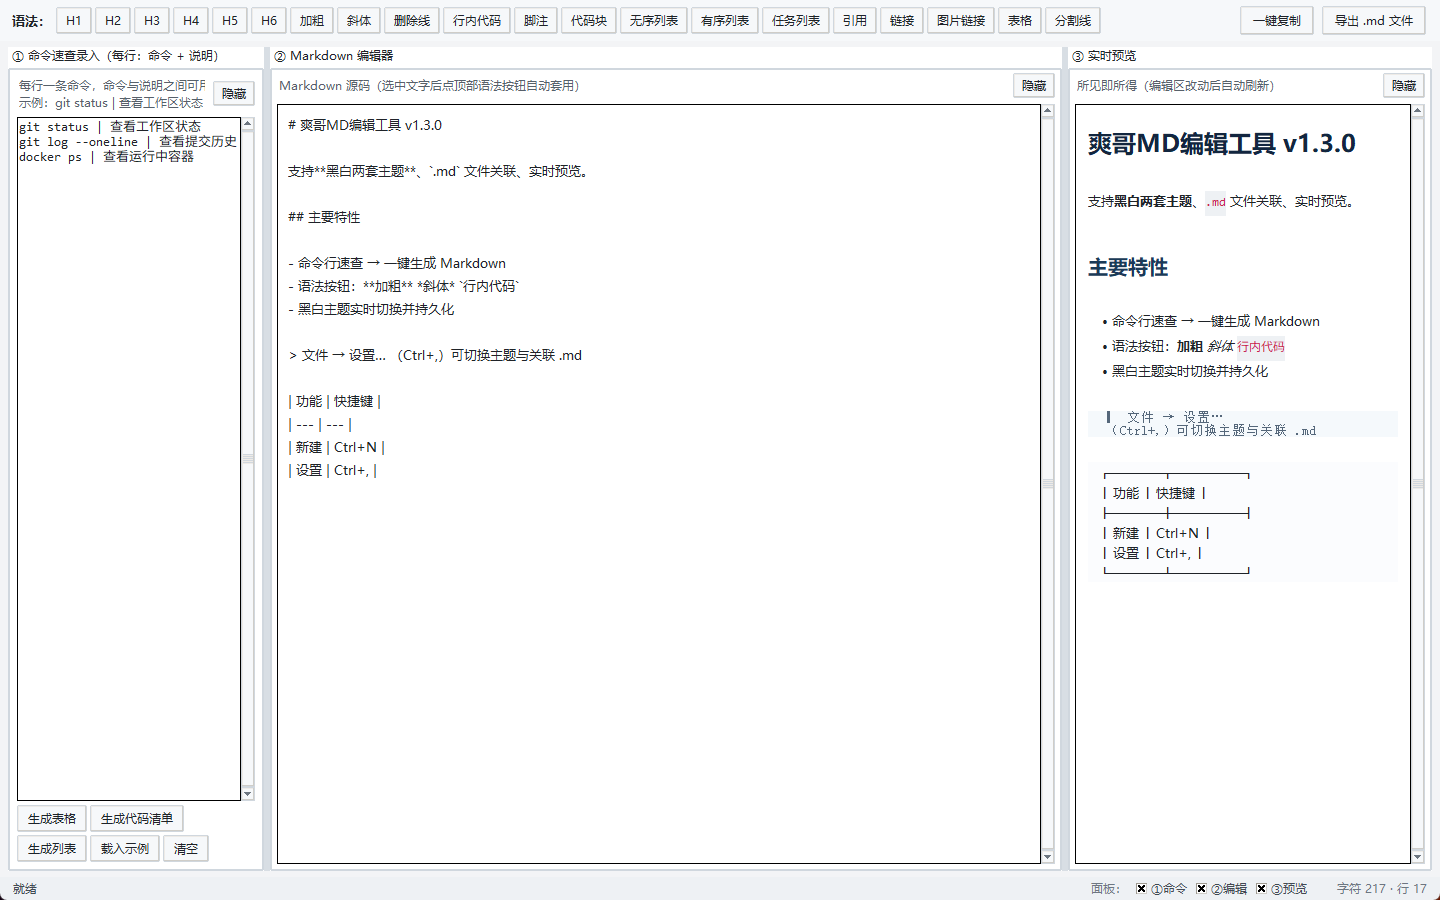 语法： H1 H2 H3 H4 H5 H6 加粗 斜体 删除线 行内代码 脚注 代码块 无序列表 有序列表 任务列表 引用 链接 图片链接 表格 分割线 一键复制 导出 .md 文件
① 命令速查录入（每行：命令 + 说明）
每行一条命令，命令与说明之间可
示例：git status | 查看工作区状态
隐藏
git status | 查看工作区状态
git log --oneline | 查看提交历史
docker ps | 查看运行中容器
生成表格 生成代码清单
生成列表 载入示例 清空
② Markdown 编辑器
Markdown 源码（选中文字后点顶部语法按钮自动套用） 隐藏
# 爽哥MD编辑工具 v1.3.0
支持**黑白两套主题**、`.md` 文件关联、实时预览。
## 主要特性
- 命令行速查 → 一键生成 Markdown
- 语法按钮：**加粗** *斜体* `行内代码`
- 黑白主题实时切换并持久化
> 文件 → 设置… （Ctrl+,）可切换主题与关联 .md
| 功能 | 快捷键 |
| --- | --- |
| 新建 | Ctrl+N |
| 设置 | Ctrl+, |
③ 实时预览
所见即所得（编辑区改动后自动刷新） 隐藏
爽哥MD编辑工具 v1.3.0
支持黑白两套主题、.md 文件关联、实时预览。
主要特性
• 命令行速查 → 一键生成 Markdown
• 语法按钮：加粗 斜体 行内代码
• 黑白主题实时切换并持久化
文件 → 设置…
（Ctrl+,）可切换主题与关联 .md
| 功能 | 快捷键 |
| 新建 | Ctrl+N |
| 设置 | Ctrl+, |
就绪
面板： ①命令 ②编辑 ③预览 字符 217 · 行 17